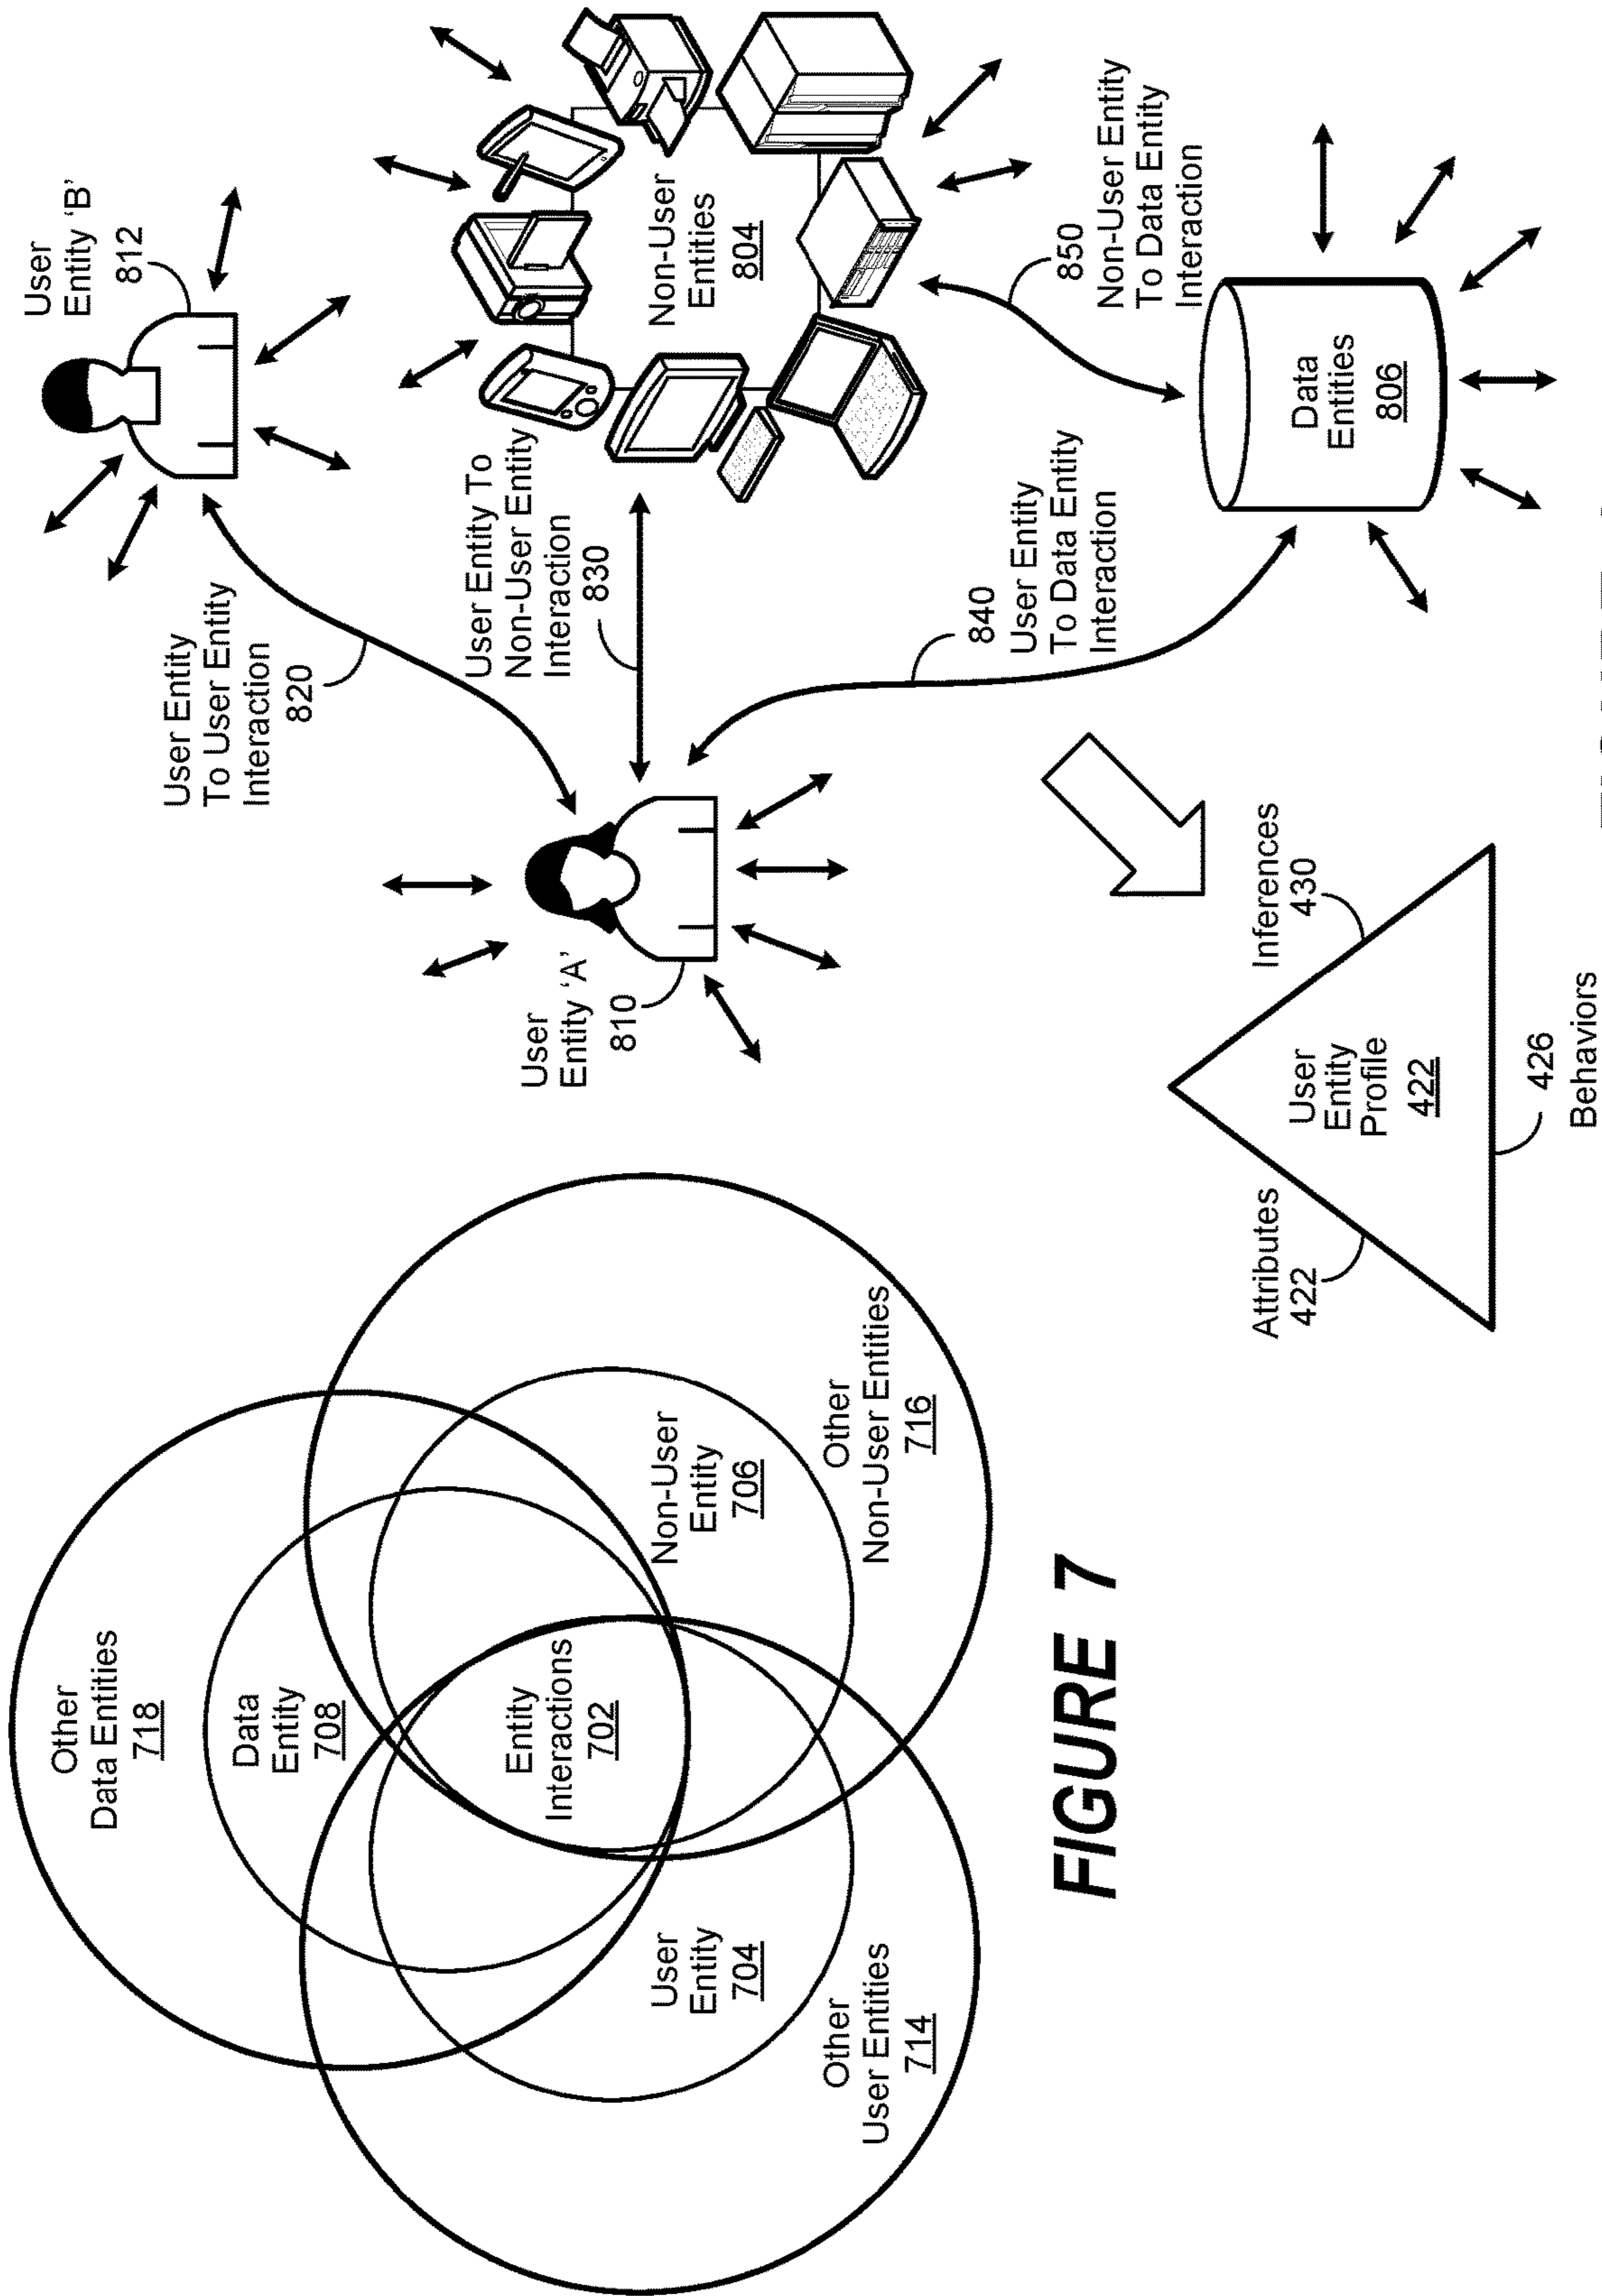 Other
Data Entities
718
Data
Entity
708
Entity
Interactions
702
User
Entity
704
Non-User
Entity
706
Other
User Entities
714
Other
Non-User Entities
716
FIGURE 7
User
Entity 'B'
812
User Entity
To User Entity
Interaction
820
User Entity To
Non-User Entity
Interaction
830
Non-User
Entities
804
User
Entity 'A'
810
840
User Entity
To Data Entity
Interaction
850
Non-User Entity
To Data Entity
Interaction
Data
Entities
806
Attributes
422
Inferences
430
User
Entity
Profile
422
426
Behaviors